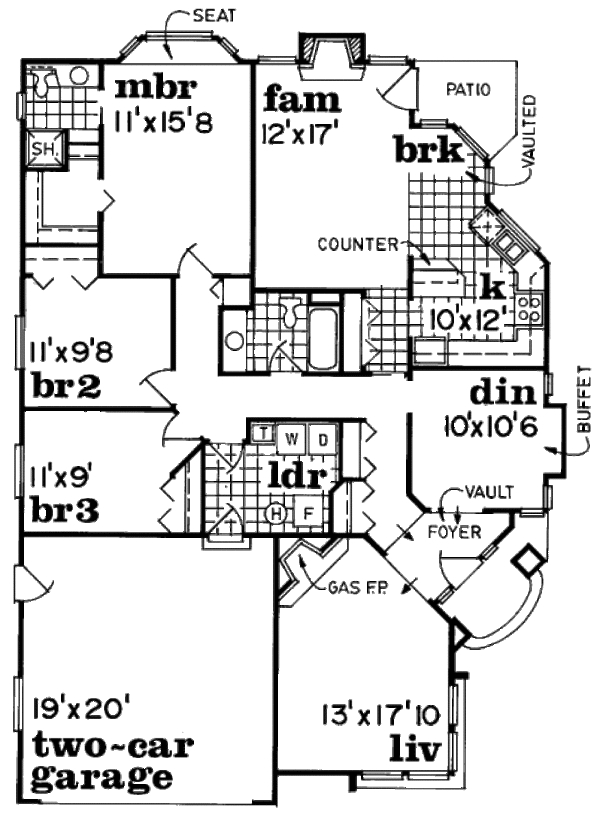 SEAT
mbr
11'x15'8
fam
12'x17'
PATIO
VAULTED
brk
SH.
COUNTER
k
10'x12'
11'x9'8
br2
din
10'x10'6
BUFFET
T W D
ldr
H F
11'x9'
br3
VAULT
FOYER
GAS F.P.
19'x20'
two-car
garage
13'x17'10
liv